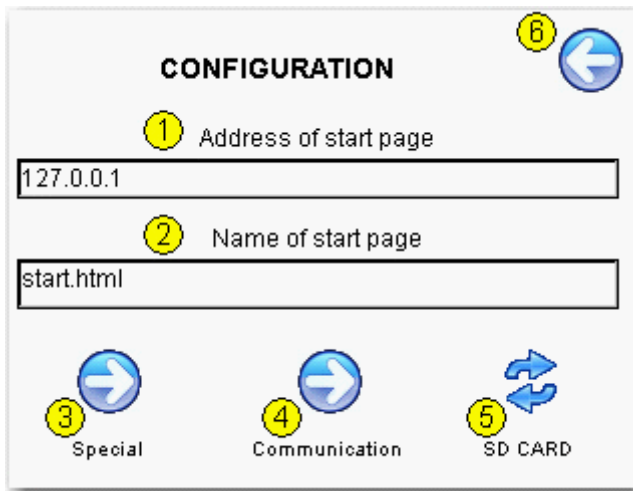 6
CONFIGURATION
1 Address of start page
127.0.0.1
2 Name of start page
start.html
3 4 5
Special Communication SD CARD